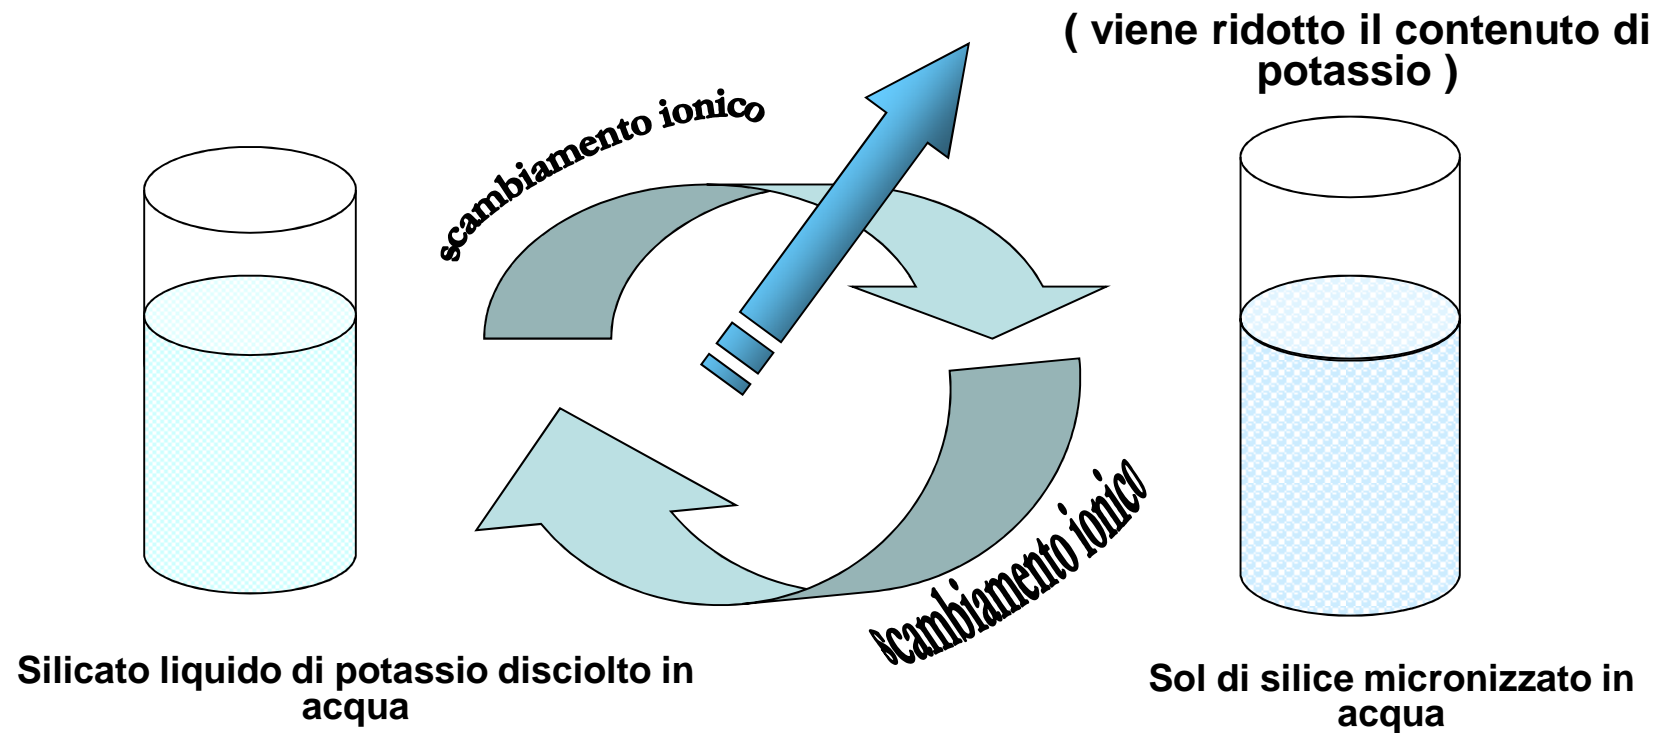 ( viene ridotto il contenuto di
potassio )
scambiamento ionico
scambiamento ionico
Silicato liquido di potassio disciolto in
acqua
Sol di silice micronizzato in
acqua